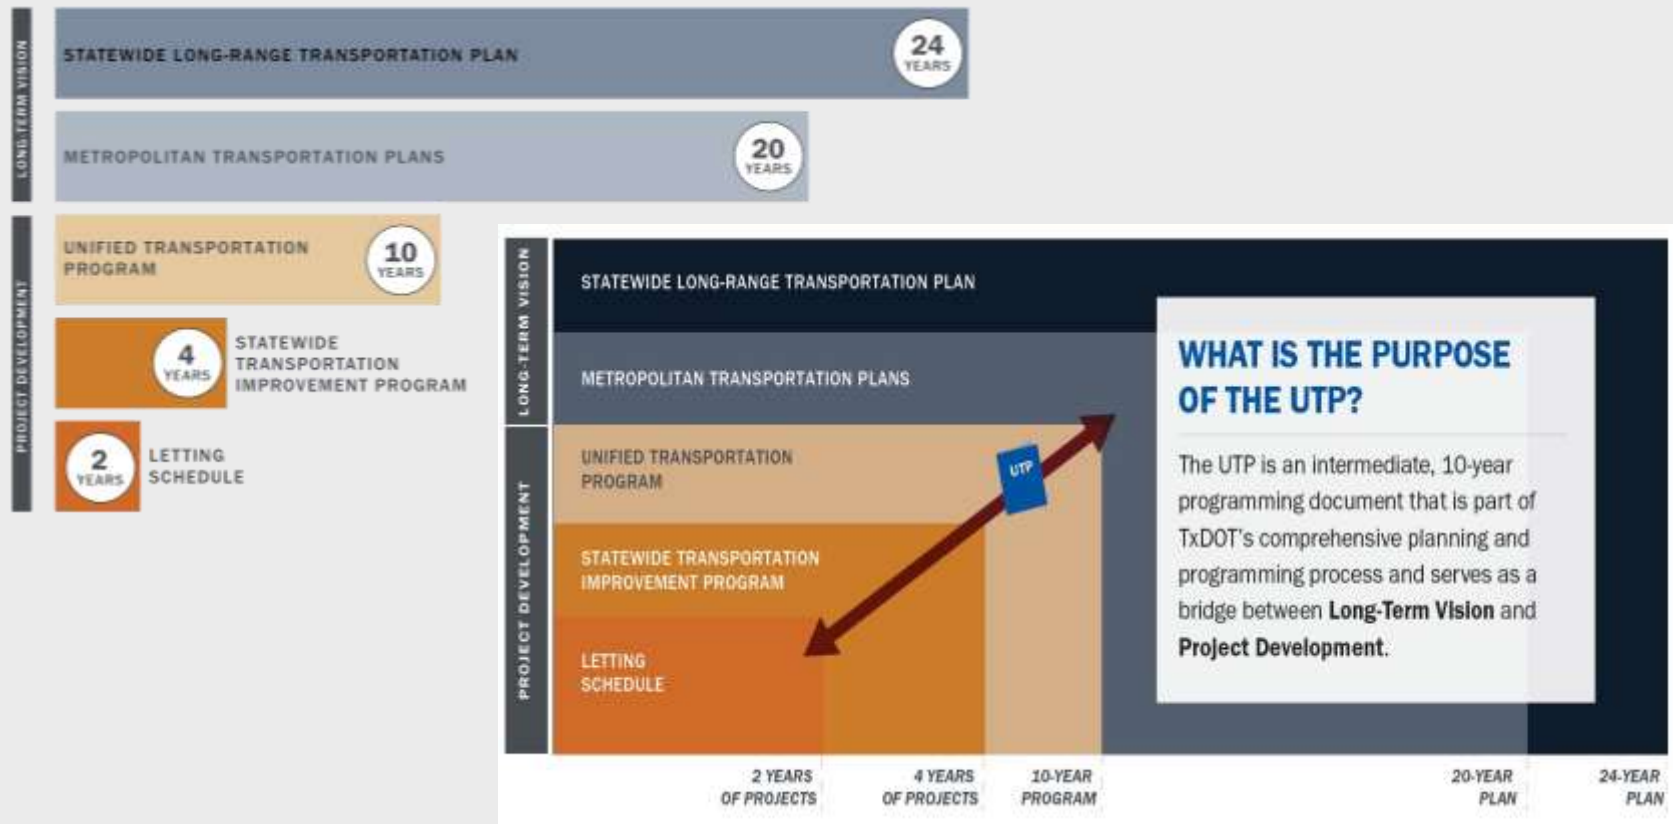 LONG-TERM VISION
STATEWIDE LONG-RANGE TRANSPORTATION PLAN
24
YEARS
METROPOLITAN TRANSPORTATION PLANS
20
YEARS
PROJECT DEVELOPMENT
UNIFIED TRANSPORTATION
PROGRAM
10
YEARS
4
YEARS
STATEWIDE
TRANSPORTATION
IMPROVEMENT PROGRAM
2
YEARS
LETTING
SCHEDULE
LONG-TERM VISION
STATEWIDE LONG-RANGE TRANSPORTATION PLAN
METROPOLITAN TRANSPORTATION PLANS
PROJECT DEVELOPMENT
UNIFIED TRANSPORTATION
PROGRAM
UTP
STATEWIDE TRANSPORTATION
IMPROVEMENT PROGRAM
LETTING
SCHEDULE
WHAT IS THE PURPOSE
OF THE UTP?
The UTP is an intermediate, 10-year
programming document that is part of
TxDOT's comprehensive planning and
programming process and serves as a
bridge between Long-Term Vision and
Project Development.
2 YEARS
OF PROJECTS
4 YEARS
OF PROJECTS
10-YEAR
PROGRAM
20-YEAR
PLAN
24-YEAR
PLAN